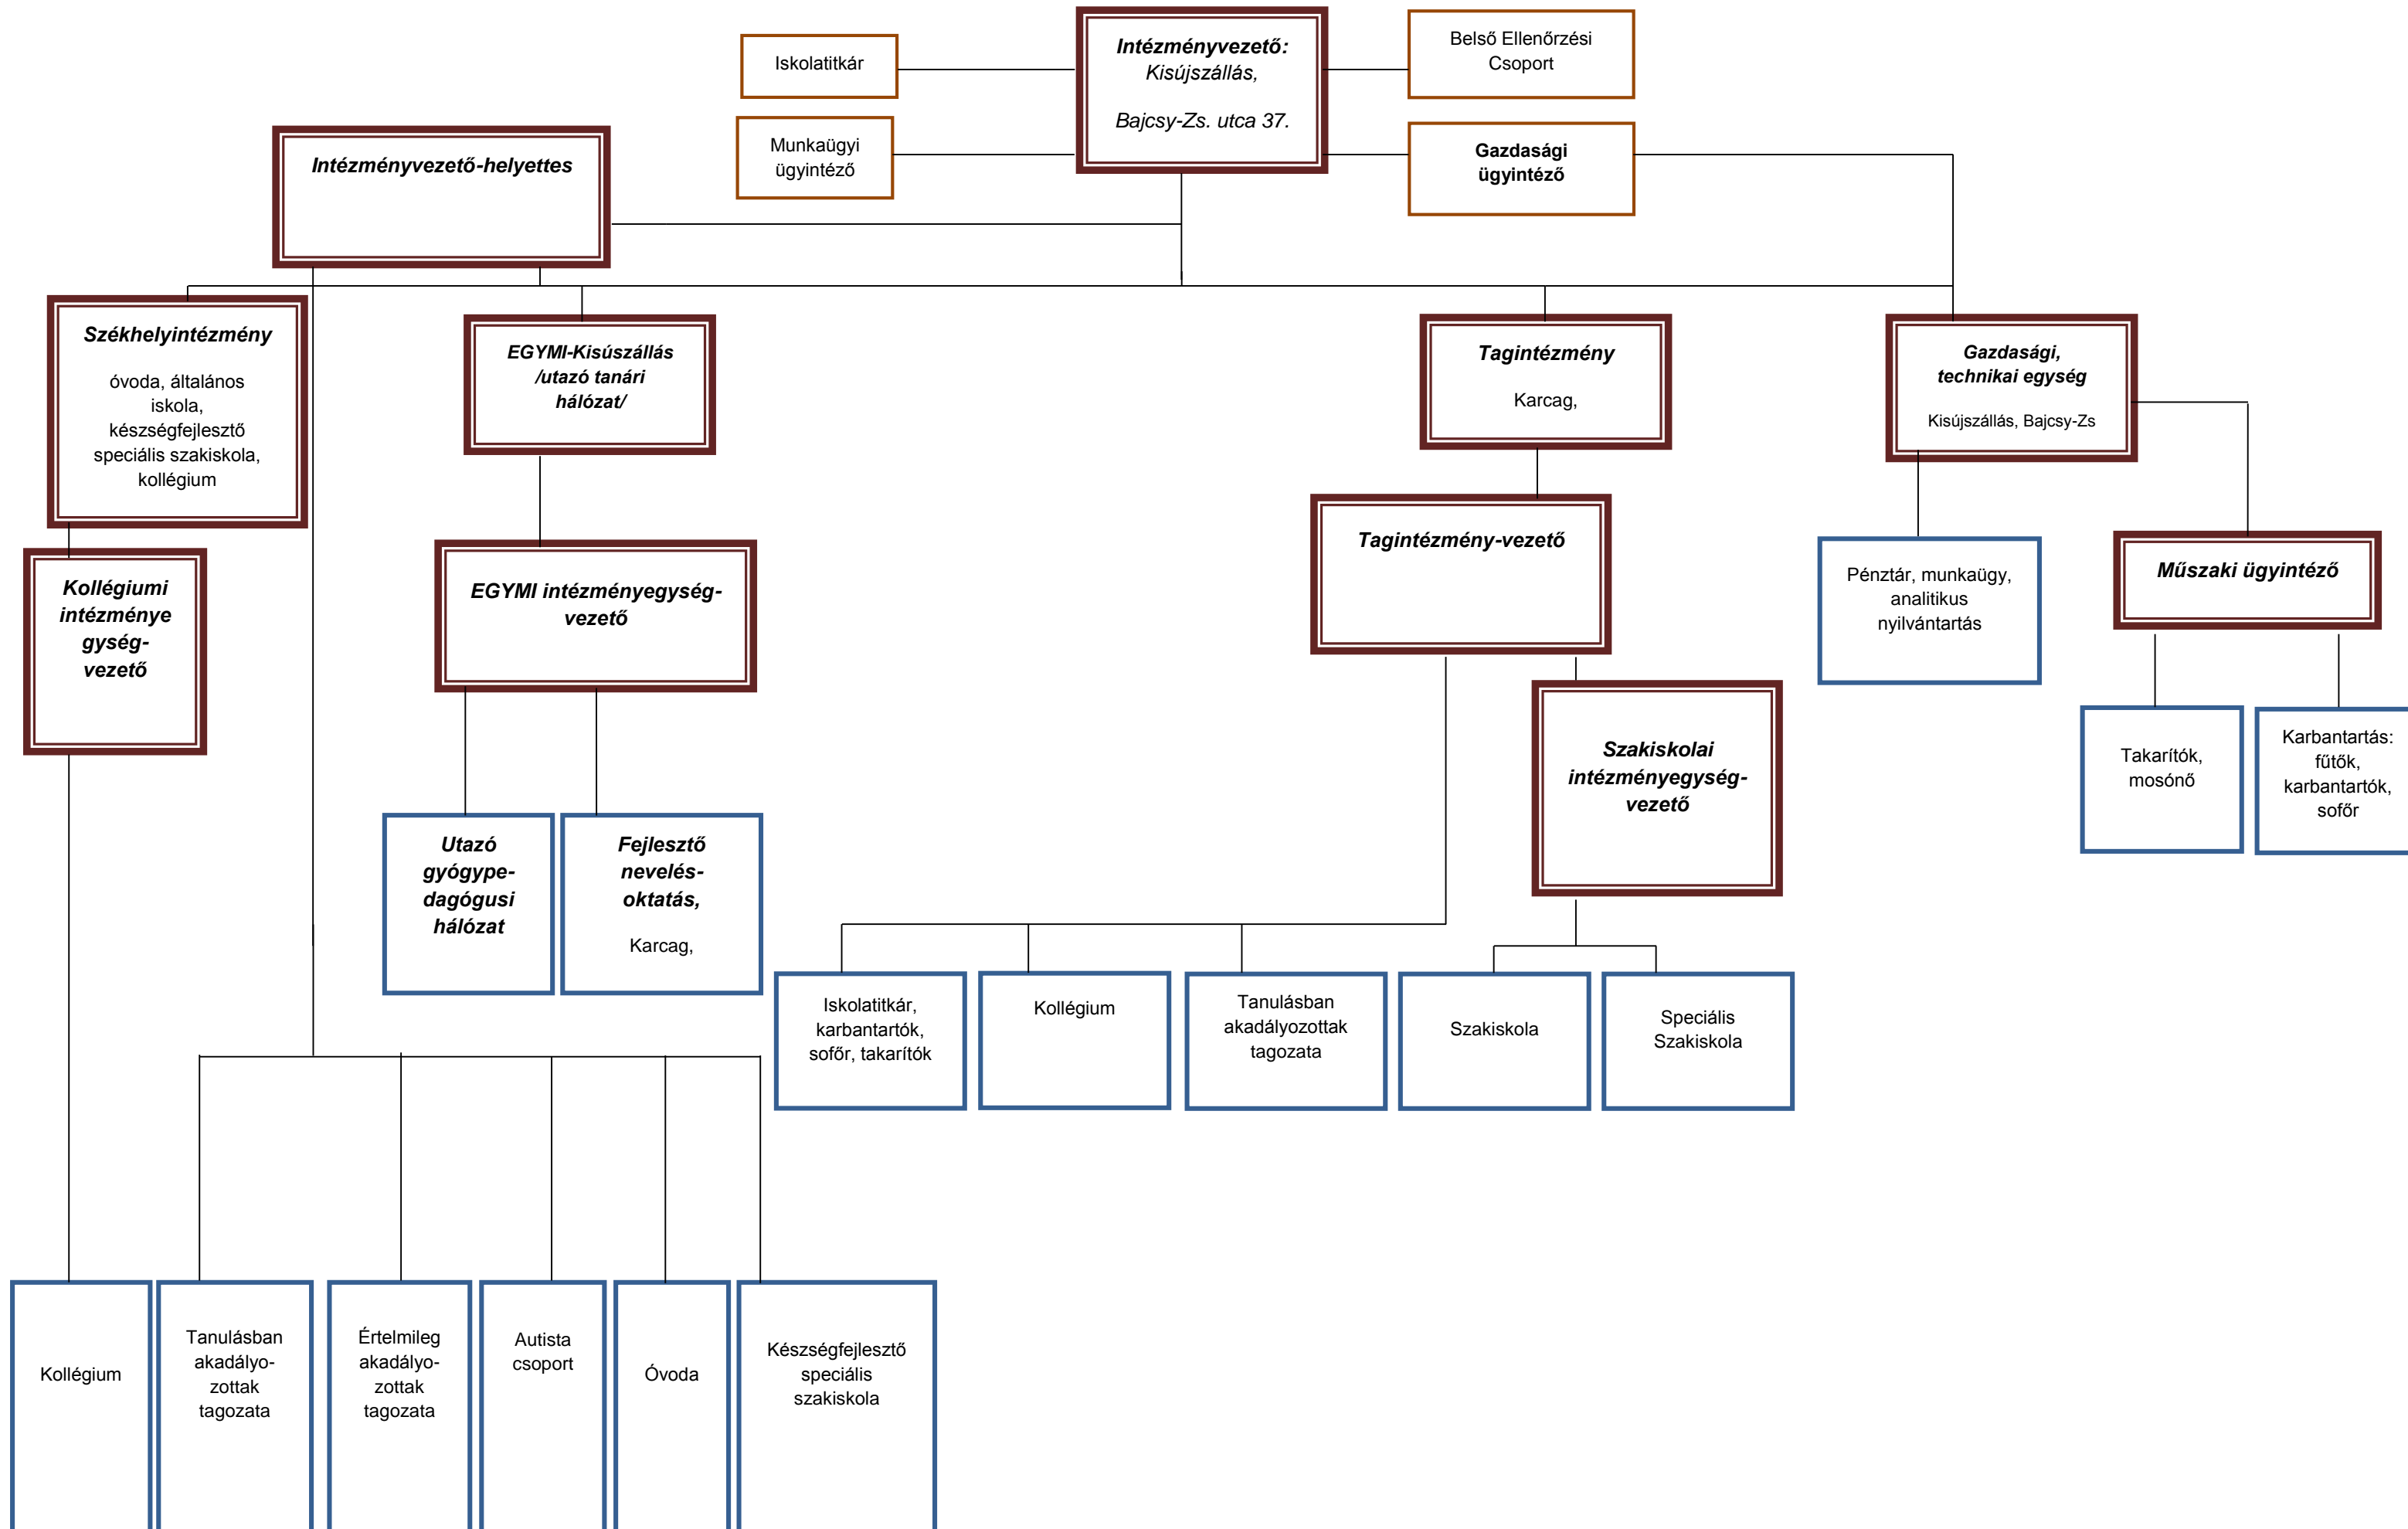 Iskolatitkár
Intézményvezető:
Kisújszállás,
Bajcsy-Zs. utca 37.
Belső Ellenőrzési
Csoport
Munkaügyi
ügyintéző
Gazdasági
ügyintéző
Intézményvezető-helyettes
Székhelyintézmény
óvoda, általános
iskola,
készségfejlesztő
speciális szakiskola,
kollégium
EGYMI-Kisúszállás
/utazó tanári
hálózat/
Tagintézmény
Karcag,
Gazdasági,
technikai egység
Kisújszállás, Bajcsy-Zs
Kollégiumi
intézménye
gység-
vezető
EGYMI intézményegység-
vezető
Tagintézmény-vezető
Pénztár, munkaügy,
analitikus
nyilvántartás
Műszaki ügyintéző
Szakiskolai
intézményegység-
vezető
Takarítók,
mosónő
Karbantartás:
fűtők,
karbantartók,
sofőr
Utazó
gyógype-
dagógusi
hálózat
Fejlesztő
nevelés-
oktatás,
Karcag,
Iskolatitkár,
karbantartók,
sofőr, takarítók
Kollégium
Tanulásban
akadályozottak
tagozata
Szakiskola
Speciális
Szakiskola
Kollégium
Tanulásban
akadályo-
zottak
tagozata
Értelmileg
akadályo-
zottak
tagozata
Autista
csoport
Óvoda
Készségfejlesztő
speciális
szakiskola